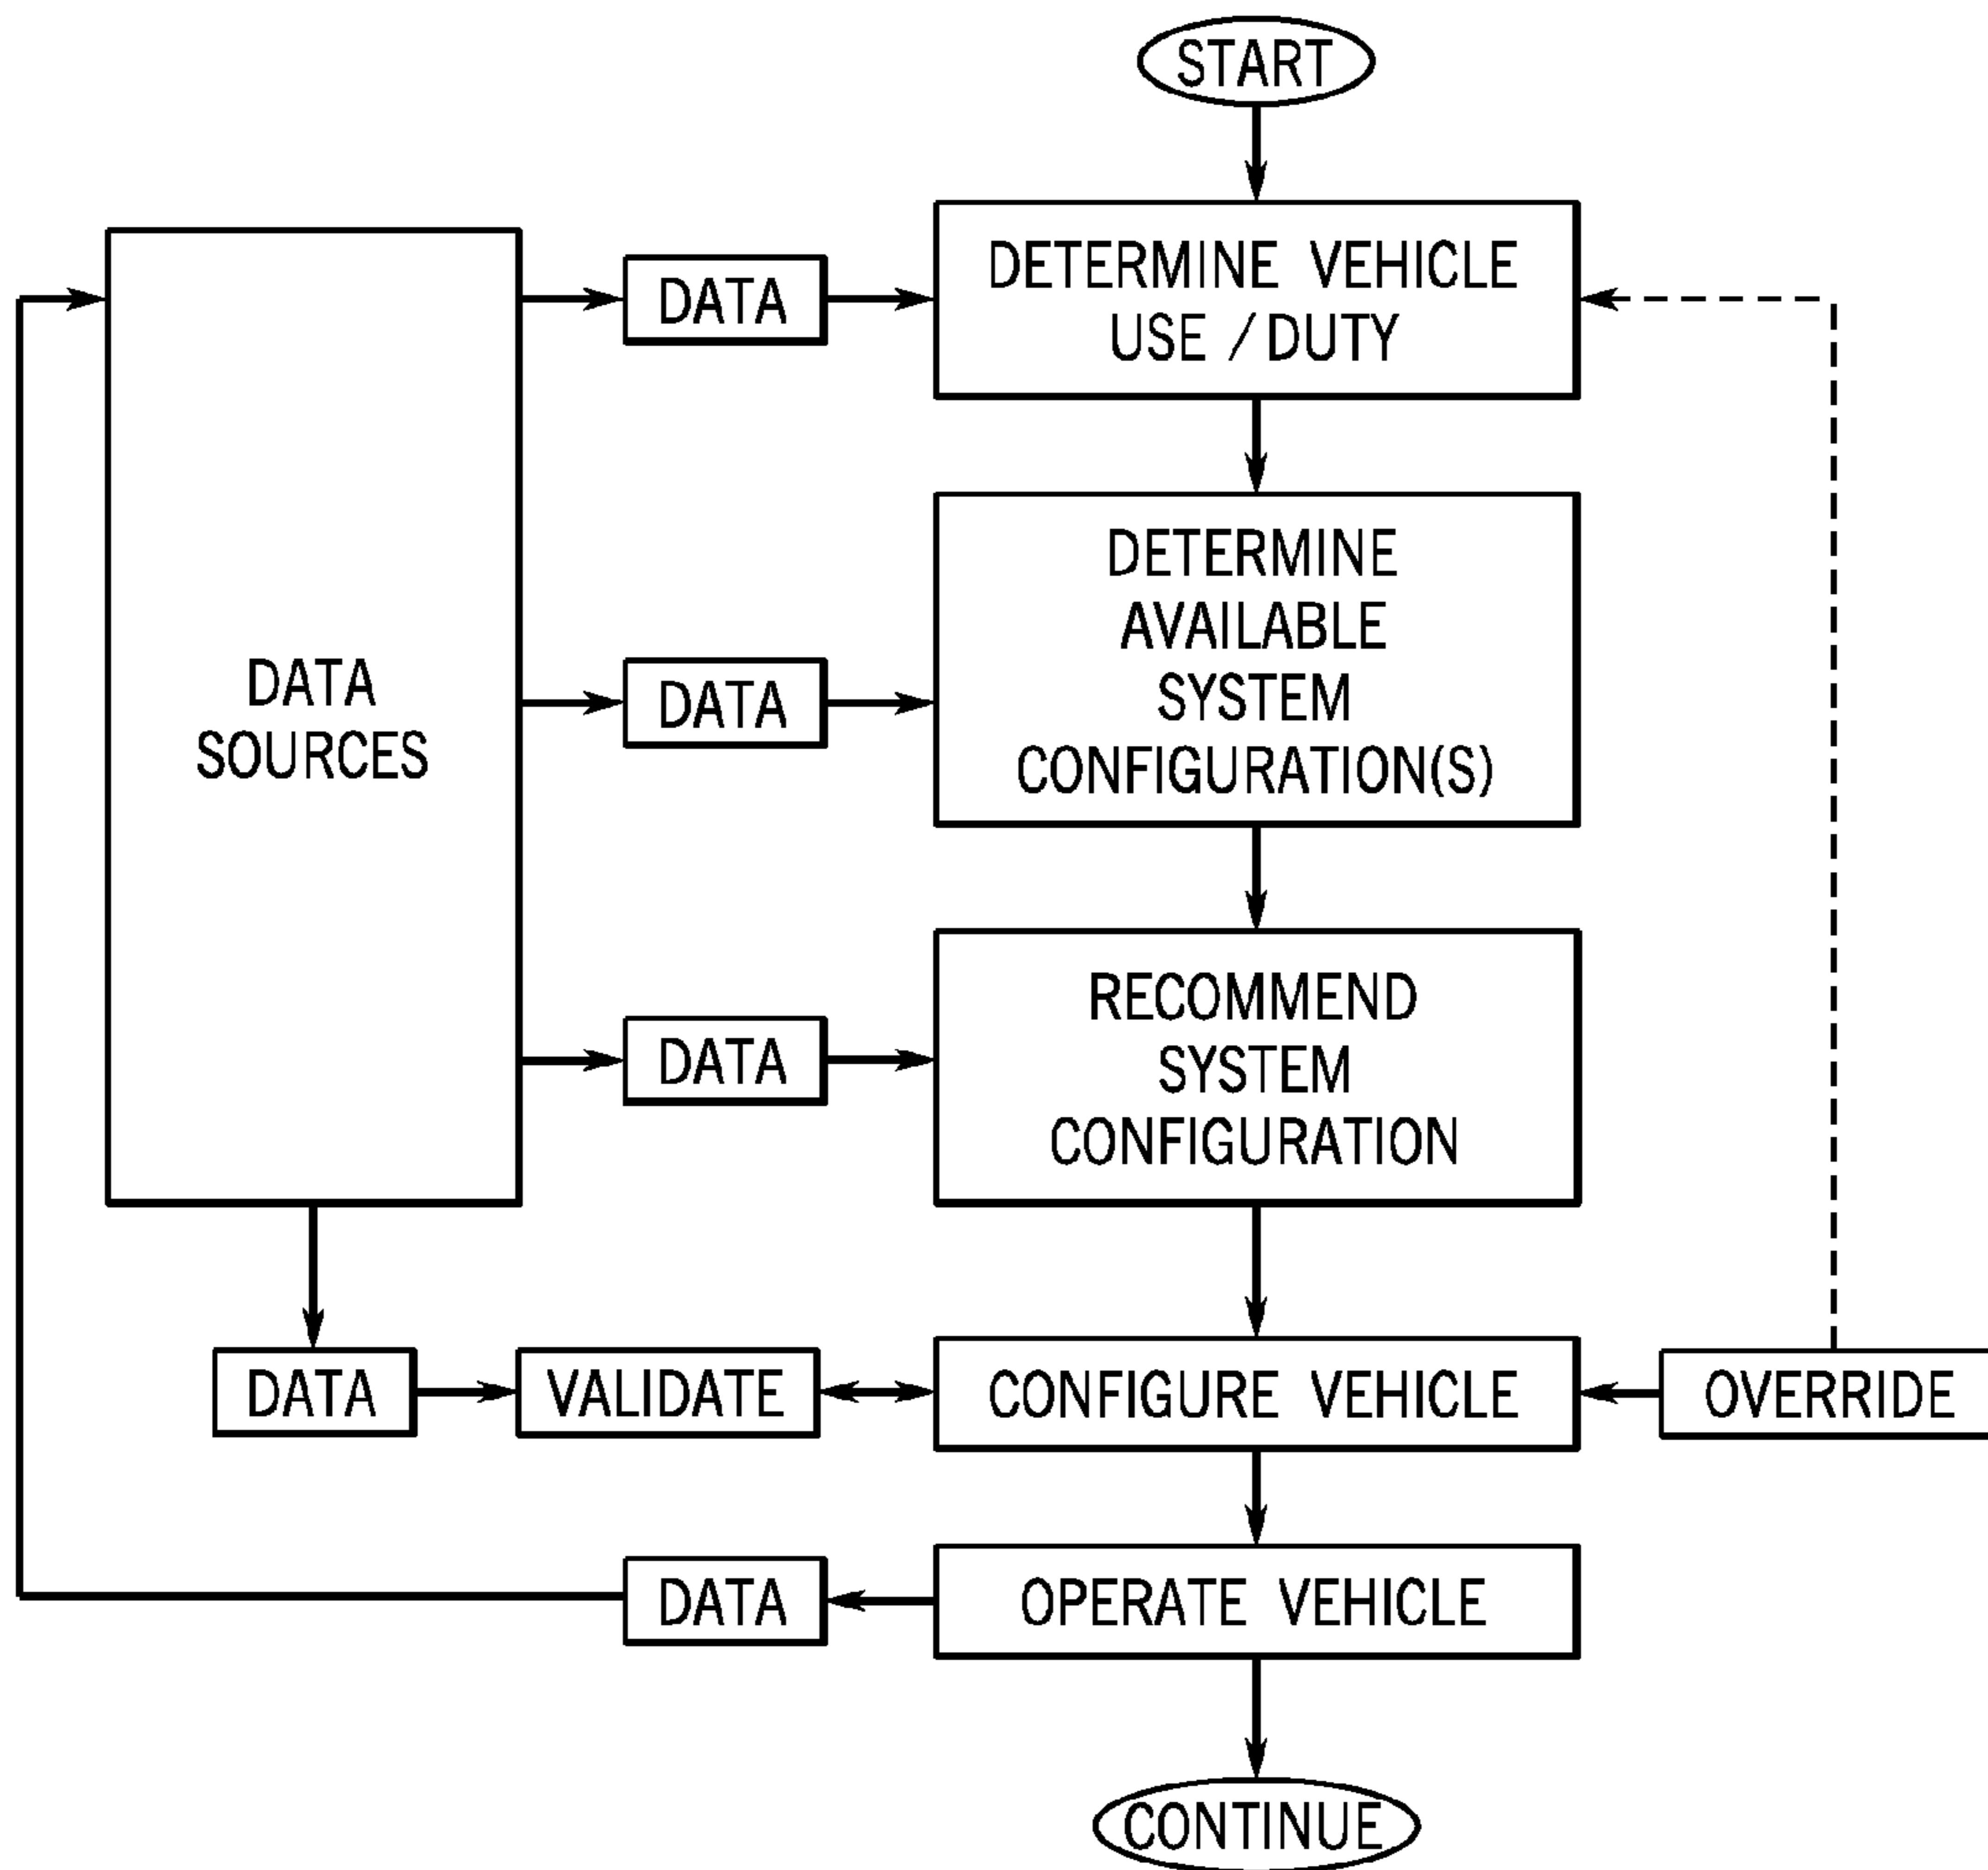 START
DETERMINE VEHICLE
USE / DUTY
DATA
DETERMINE
AVAILABLE
SYSTEM
CONFIGURATION(S)
DATA
DATA
SOURCES
RECOMMEND
SYSTEM
CONFIGURATION
DATA
DATA
VALIDATE
CONFIGURE VEHICLE
OVERRIDE
DATA
OPERATE VEHICLE
CONTINUE